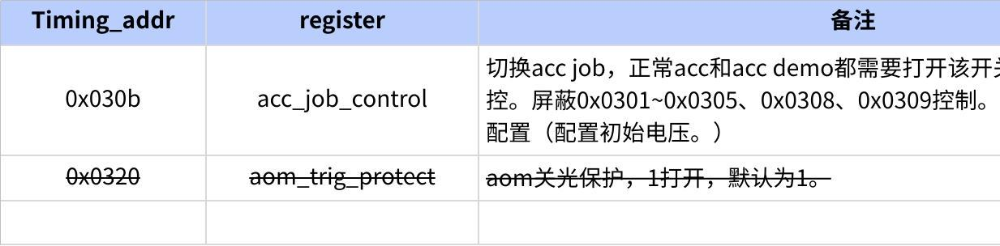 Timing_addr register 备注
0x030b acc_job_control 切换acc job，正常acc和acc demo都需要打开该开
控。屏蔽0x0301~0x0305、0x0308、0x0309控制。
配置（配置初始电压。）
0x0320 aom_trig_protect aom关光保护，1打开，默认为1。